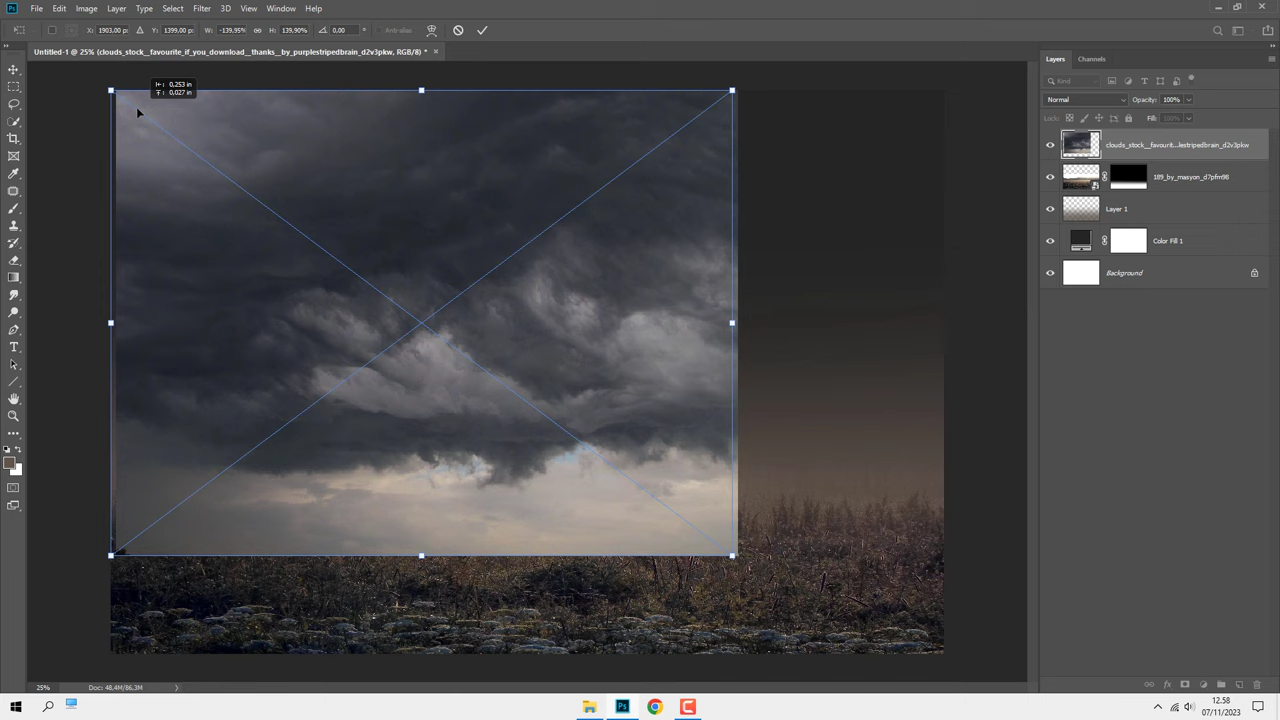 Ps File Edit Image Layer Type Select Filter 3D View Window Help
X: 1903,00 px Y: 1399,00 px W: -139,95% H: 139,90% 0,00 ° Anti-alias
Untitled-1 @ 25% (clouds_stock__favourite_if_you_download__thanks__by_purplestripedbrain_d2v3pkw, RGB/8) * ×
0,253 in
0,027 in
Layers Channels
Kind
Normal Opacity: 100%
Lock: Fill: 100%
clouds_stock__favourit...lestripedbrain_d2v3pkw
189_by_masyon_d7pfm98
Layer 1
Color Fill 1
Background
25% Doc: 48,4M/86,3M
Ps
12.58
07/11/2023